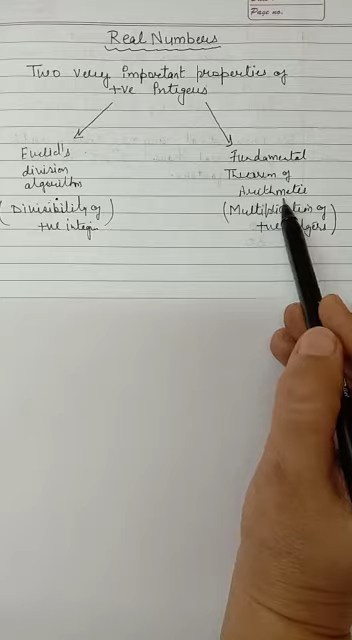 Page no.
Real Numbers
Two very important properties of
+ve Integers
Euclid's
division
algorithm
(Divisibility of
+ve integ)
Fundamental
Theorem of
Arithmetic
(Multiplication of
+ve